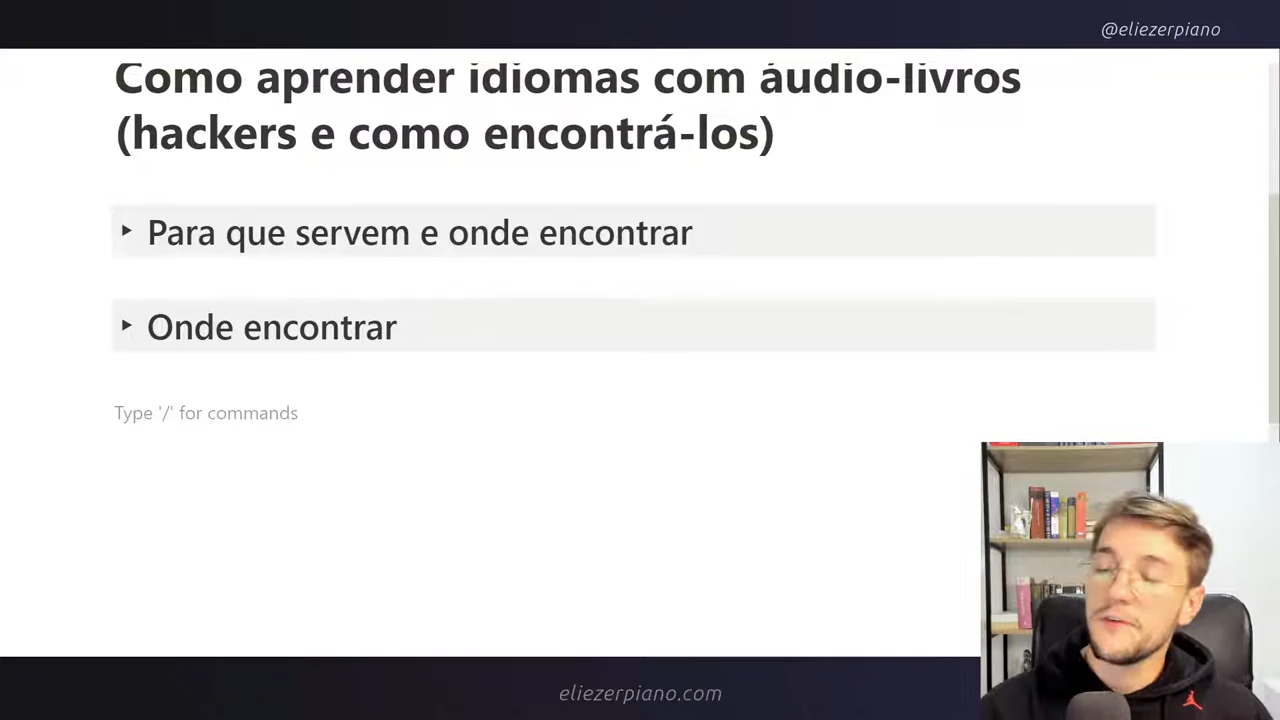 @eliezerpiano
Como aprender idiomas com áudio-livros
(hackers e como encontrá-los)
Para que servem e onde encontrar
Onde encontrar
Type '/' for commands
eliezerpiano.com